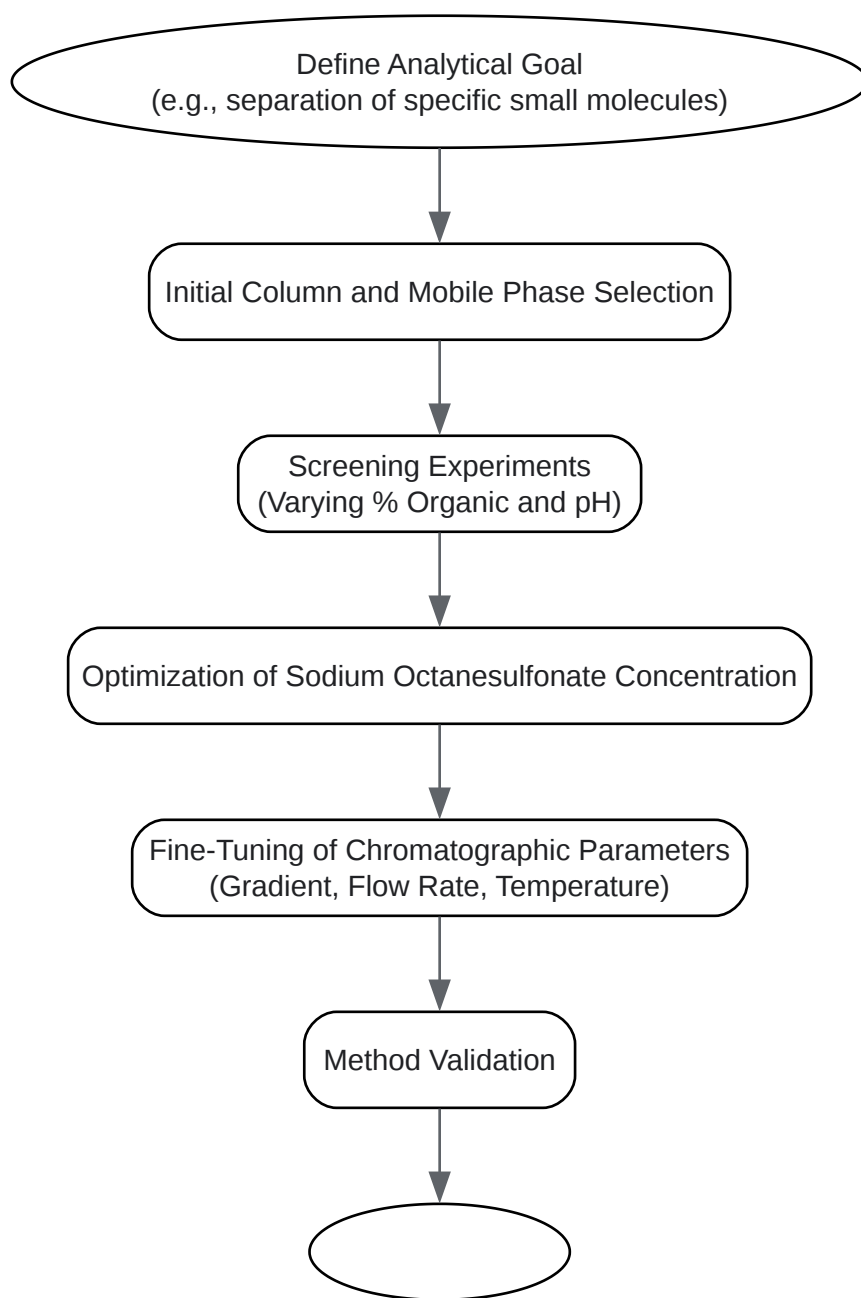 Define Analytical Goal
(e.g., separation of specific small molecules)
Initial Column and Mobile Phase Selection
Screening Experiments
(Varying % Organic and pH)
Optimization of Sodium Octanesulfonate Concentration
Fine-Tuning of Chromatographic Parameters
(Gradient, Flow Rate, Temperature)
Method Validation